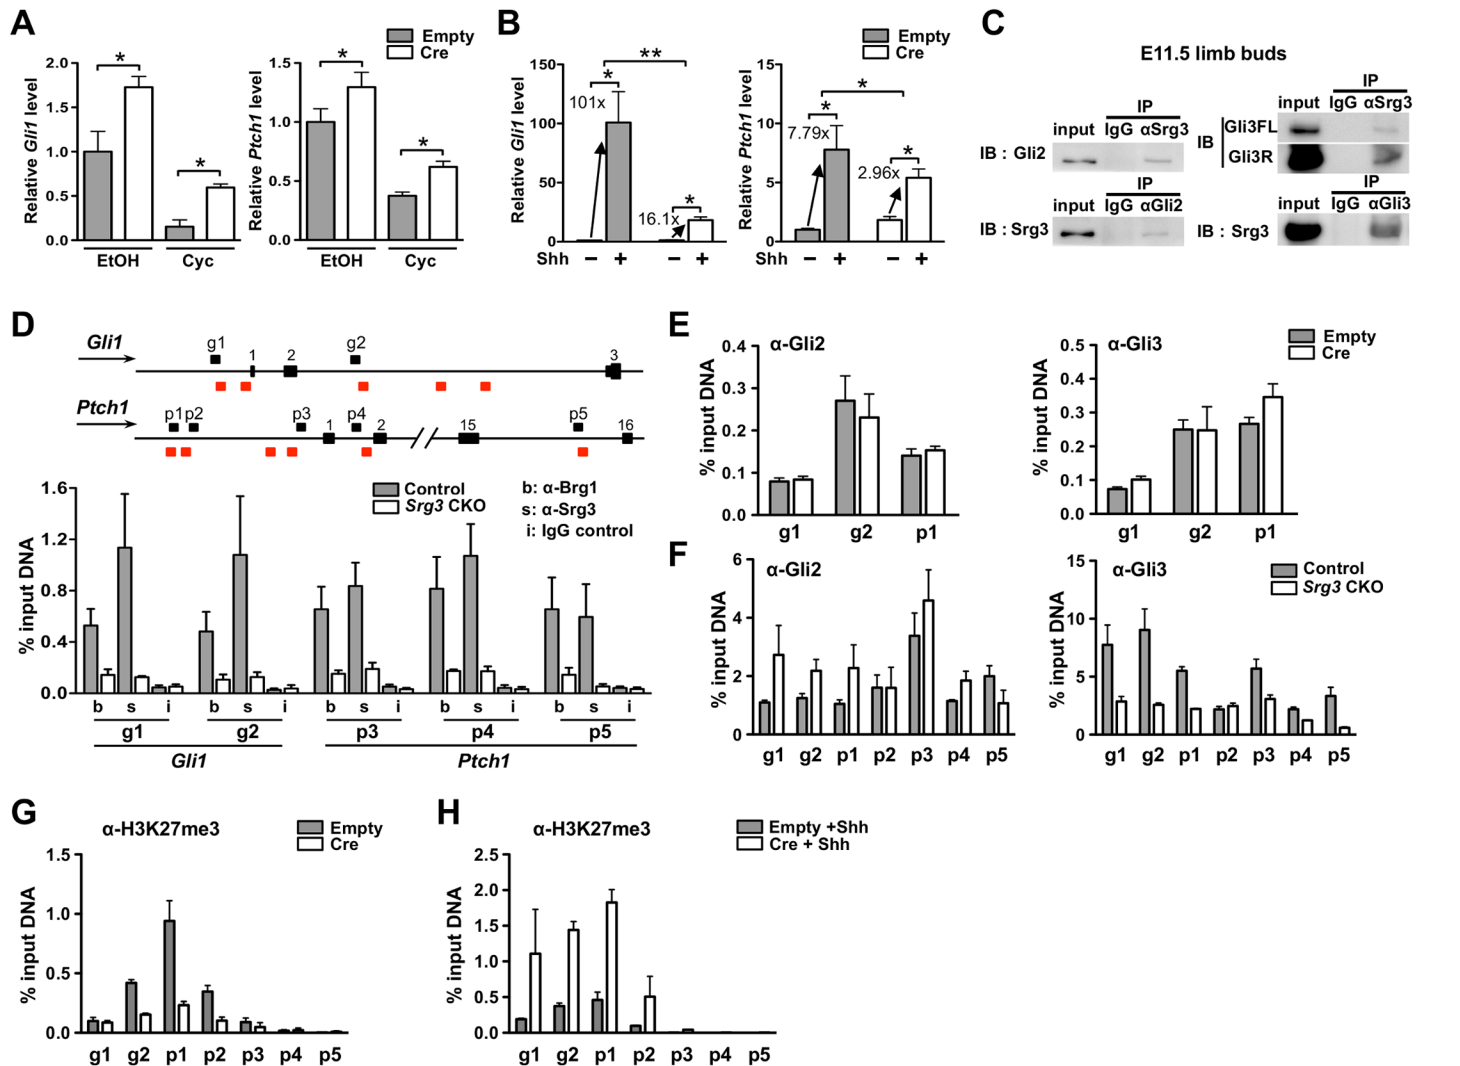 A
Empty
Cre
Relative Gli1 level
2.0
1.5
1.0
0.5
0.0
*
*
EtOH
Cyc
Relative Ptch1 level
1.5
1.0
0.5
0.0
*
*
EtOH
Cyc
B
Empty
Cre
Relative Gli1 level
150
100
50
0
**
*
101x
*
16.1x
Shh
−
+
−
+
Relative Ptch1 level
15
10
5
0
*
*
7.79x
*
2.96x
Shh
−
+
−
+
C
E11.5 limb buds
IP
input
IgG αSrg3
IB : Gli2
IP
input
IgG αGli2
IB : Srg3
IP
input
IgG αSrg3
IB
Gli3FL
Gli3R
IP
input
IgG αGli3
IB : Srg3
D
Gli1
g1
1
2
g2
3
Ptch1
p1
p2
p3
1
p4
2
15
p5
16
Control
Srg3 CKO
b: α-Brg1
s: α-Srg3
i: IgG control
% input DNA
1.6
1.2
0.8
0.4
0.0
b s i
b s i
b s i
b s i
b s i
g1
g2
p3
p4
p5
Gli1
Ptch1
E
α-Gli2
% input DNA
0.4
0.3
0.2
0.1
0.0
g1
g2
p1
α-Gli3
Empty
Cre
% input DNA
0.5
0.4
0.3
0.2
0.1
0.0
g1
g2
p1
F
α-Gli2
% input DNA
6
4
2
0
g1 g2 p1 p2 p3 p4 p5
α-Gli3
Control
Srg3 CKO
% input DNA
15
10
5
0
g1 g2 p1 p2 p3 p4 p5
G
α-H3K27me3
Empty
Cre
% input DNA
1.5
1.0
0.5
0.0
g1 g2 p1 p2 p3 p4 p5
H
α-H3K27me3
Empty +Shh
Cre + Shh
% input DNA
2.5
2.0
1.5
1.0
0.5
0.0
g1 g2 p1 p2 p3 p4 p5